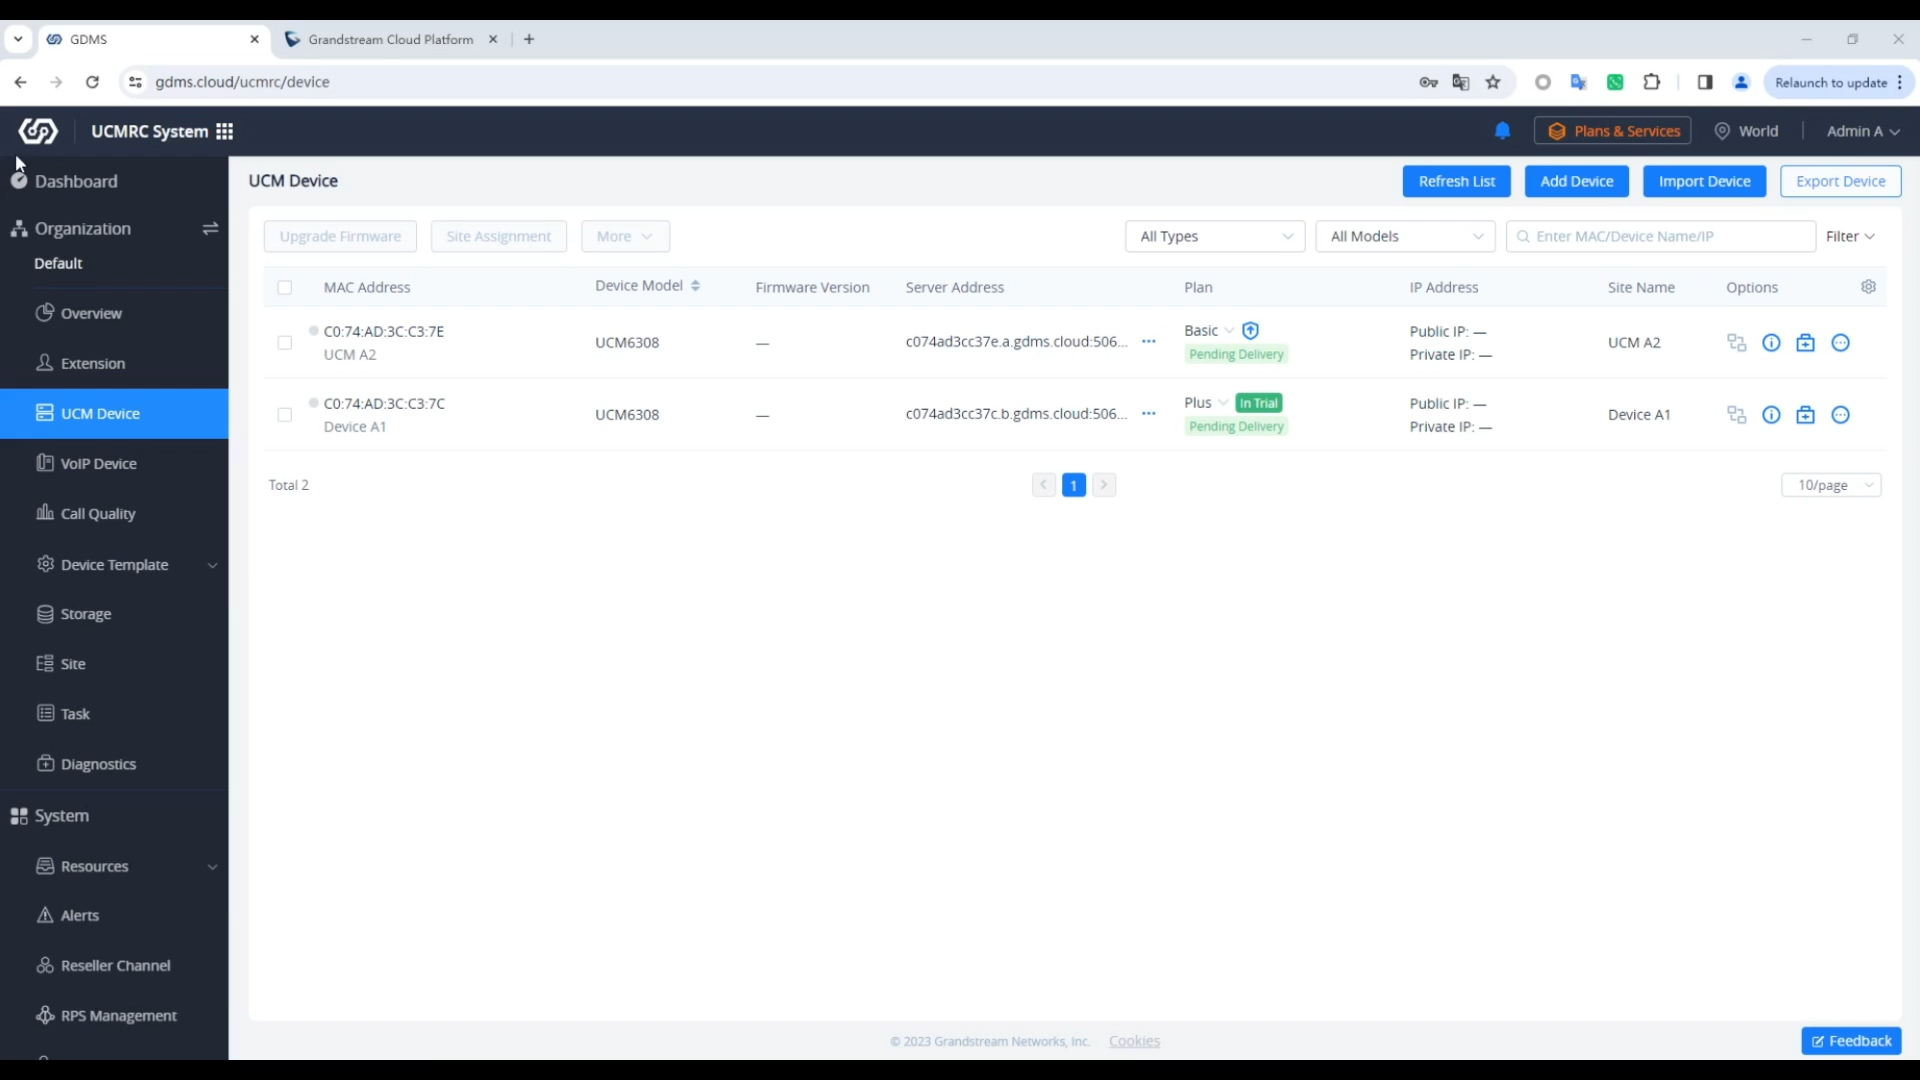 GDMS
Grandstream Cloud Platform
gdms.cloud/ucmrc/device
Relaunch to update
UCMRC System
Plans & Services
World
Admin A
Dashboard
Organization
Default
Overview
Extension
UCM Device
VoIP Device
Call Quality
Device Template
Storage
Site
Task
Diagnostics
System
Resources
Alerts
Reseller Channel
RPS Management
UCM Device
Refresh List
Add Device
Import Device
Export Device
Upgrade Firmware
Site Assignment
More
All Types
All Models
Enter MAC/Device Name/IP
Filter
MAC Address
Device Model
Firmware Version
Server Address
Plan
IP Address
Site Name
Options
C0:74:AD:3C:C3:7E
UCM A2
UCM6308
—
c074ad3cc37e.a.gdms.cloud:506...
Basic
Pending Delivery
Public IP: —
Private IP: —
UCM A2
C0:74:AD:3C:C3:7C
Device A1
UCM6308
—
c074ad3cc37c.b.gdms.cloud:506...
Plus
In Trial
Pending Delivery
Public IP: —
Private IP: —
Device A1
Total 2
1
10/page
© 2023 Grandstream Networks, Inc.
Cookies
Feedback